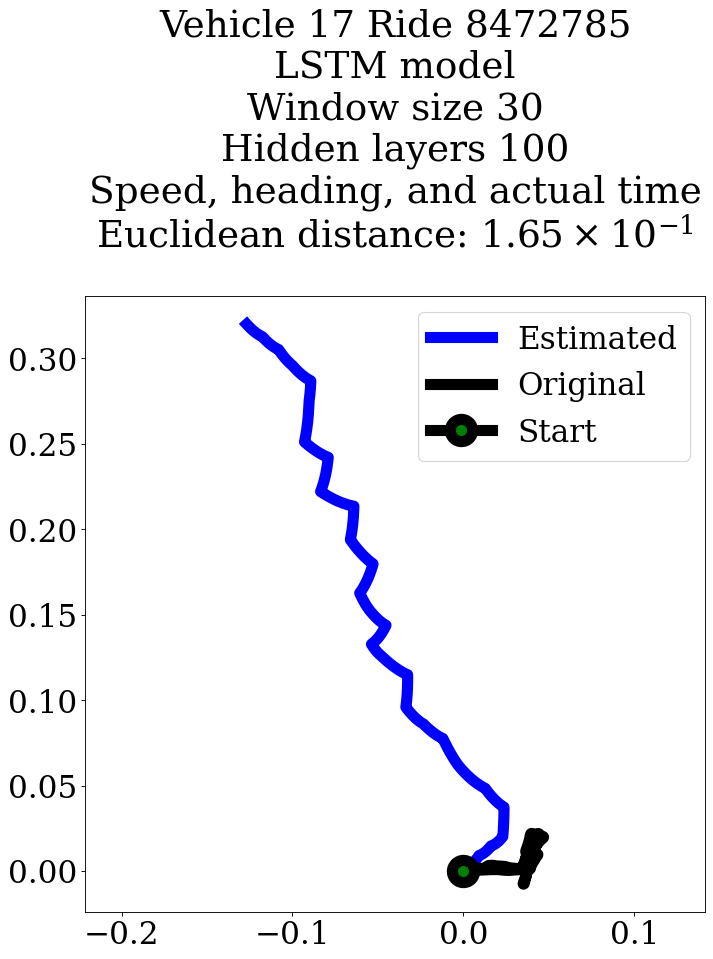 Vehicle 17 Ride 8472785
LSTM model
Window size 30
Hidden layers 100
Speed, heading, and actual time
Euclidean distance: 1.65 × 10⁻¹
Estimated
Original
Start
0.30
0.25
0.20
0.15
0.10
0.05
0.00
−0.2
−0.1
0.0
0.1